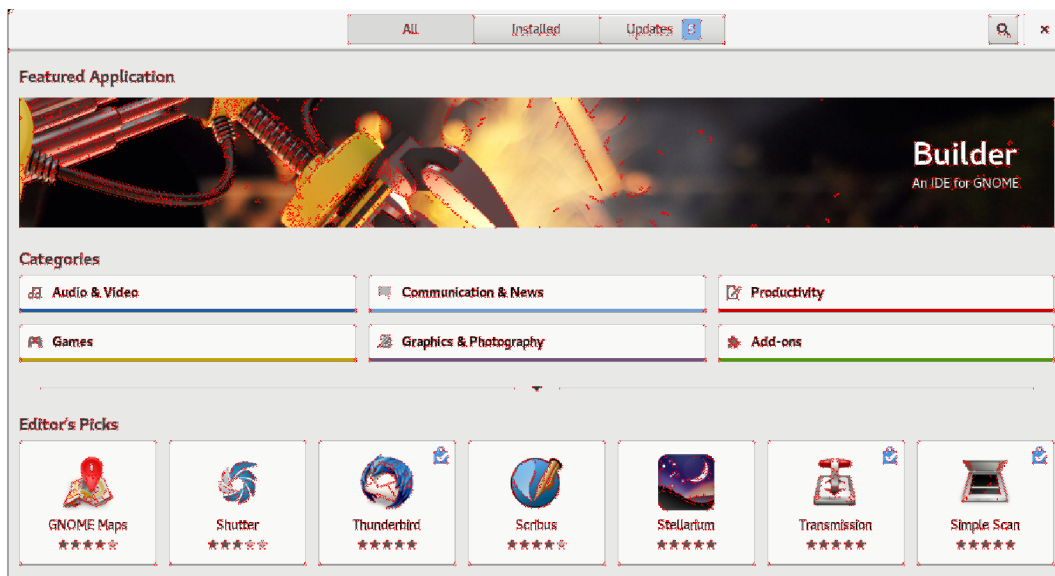 All Installed Updates
Featured Application
Builder
An IDE for GNOME
Categories
Audio & Video Communication & News Productivity
Games Graphics & Photography Add-ons
Editor's Picks
GNOME Maps Shutter Thunderbird Scribus Stellarium Transmission Simple Scan